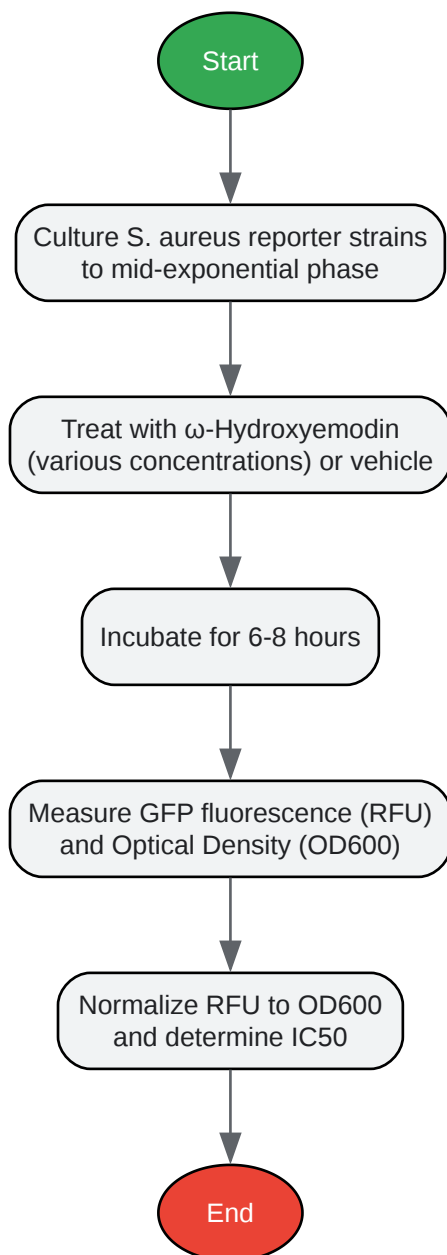 Start
Culture S. aureus reporter strains
to mid-exponential phase
Treat with ω-Hydroxyemodin
(various concentrations) or vehicle
Incubate for 6-8 hours
Measure GFP fluorescence (RFU)
and Optical Density (OD600)
Normalize RFU to OD600
and determine IC50
End